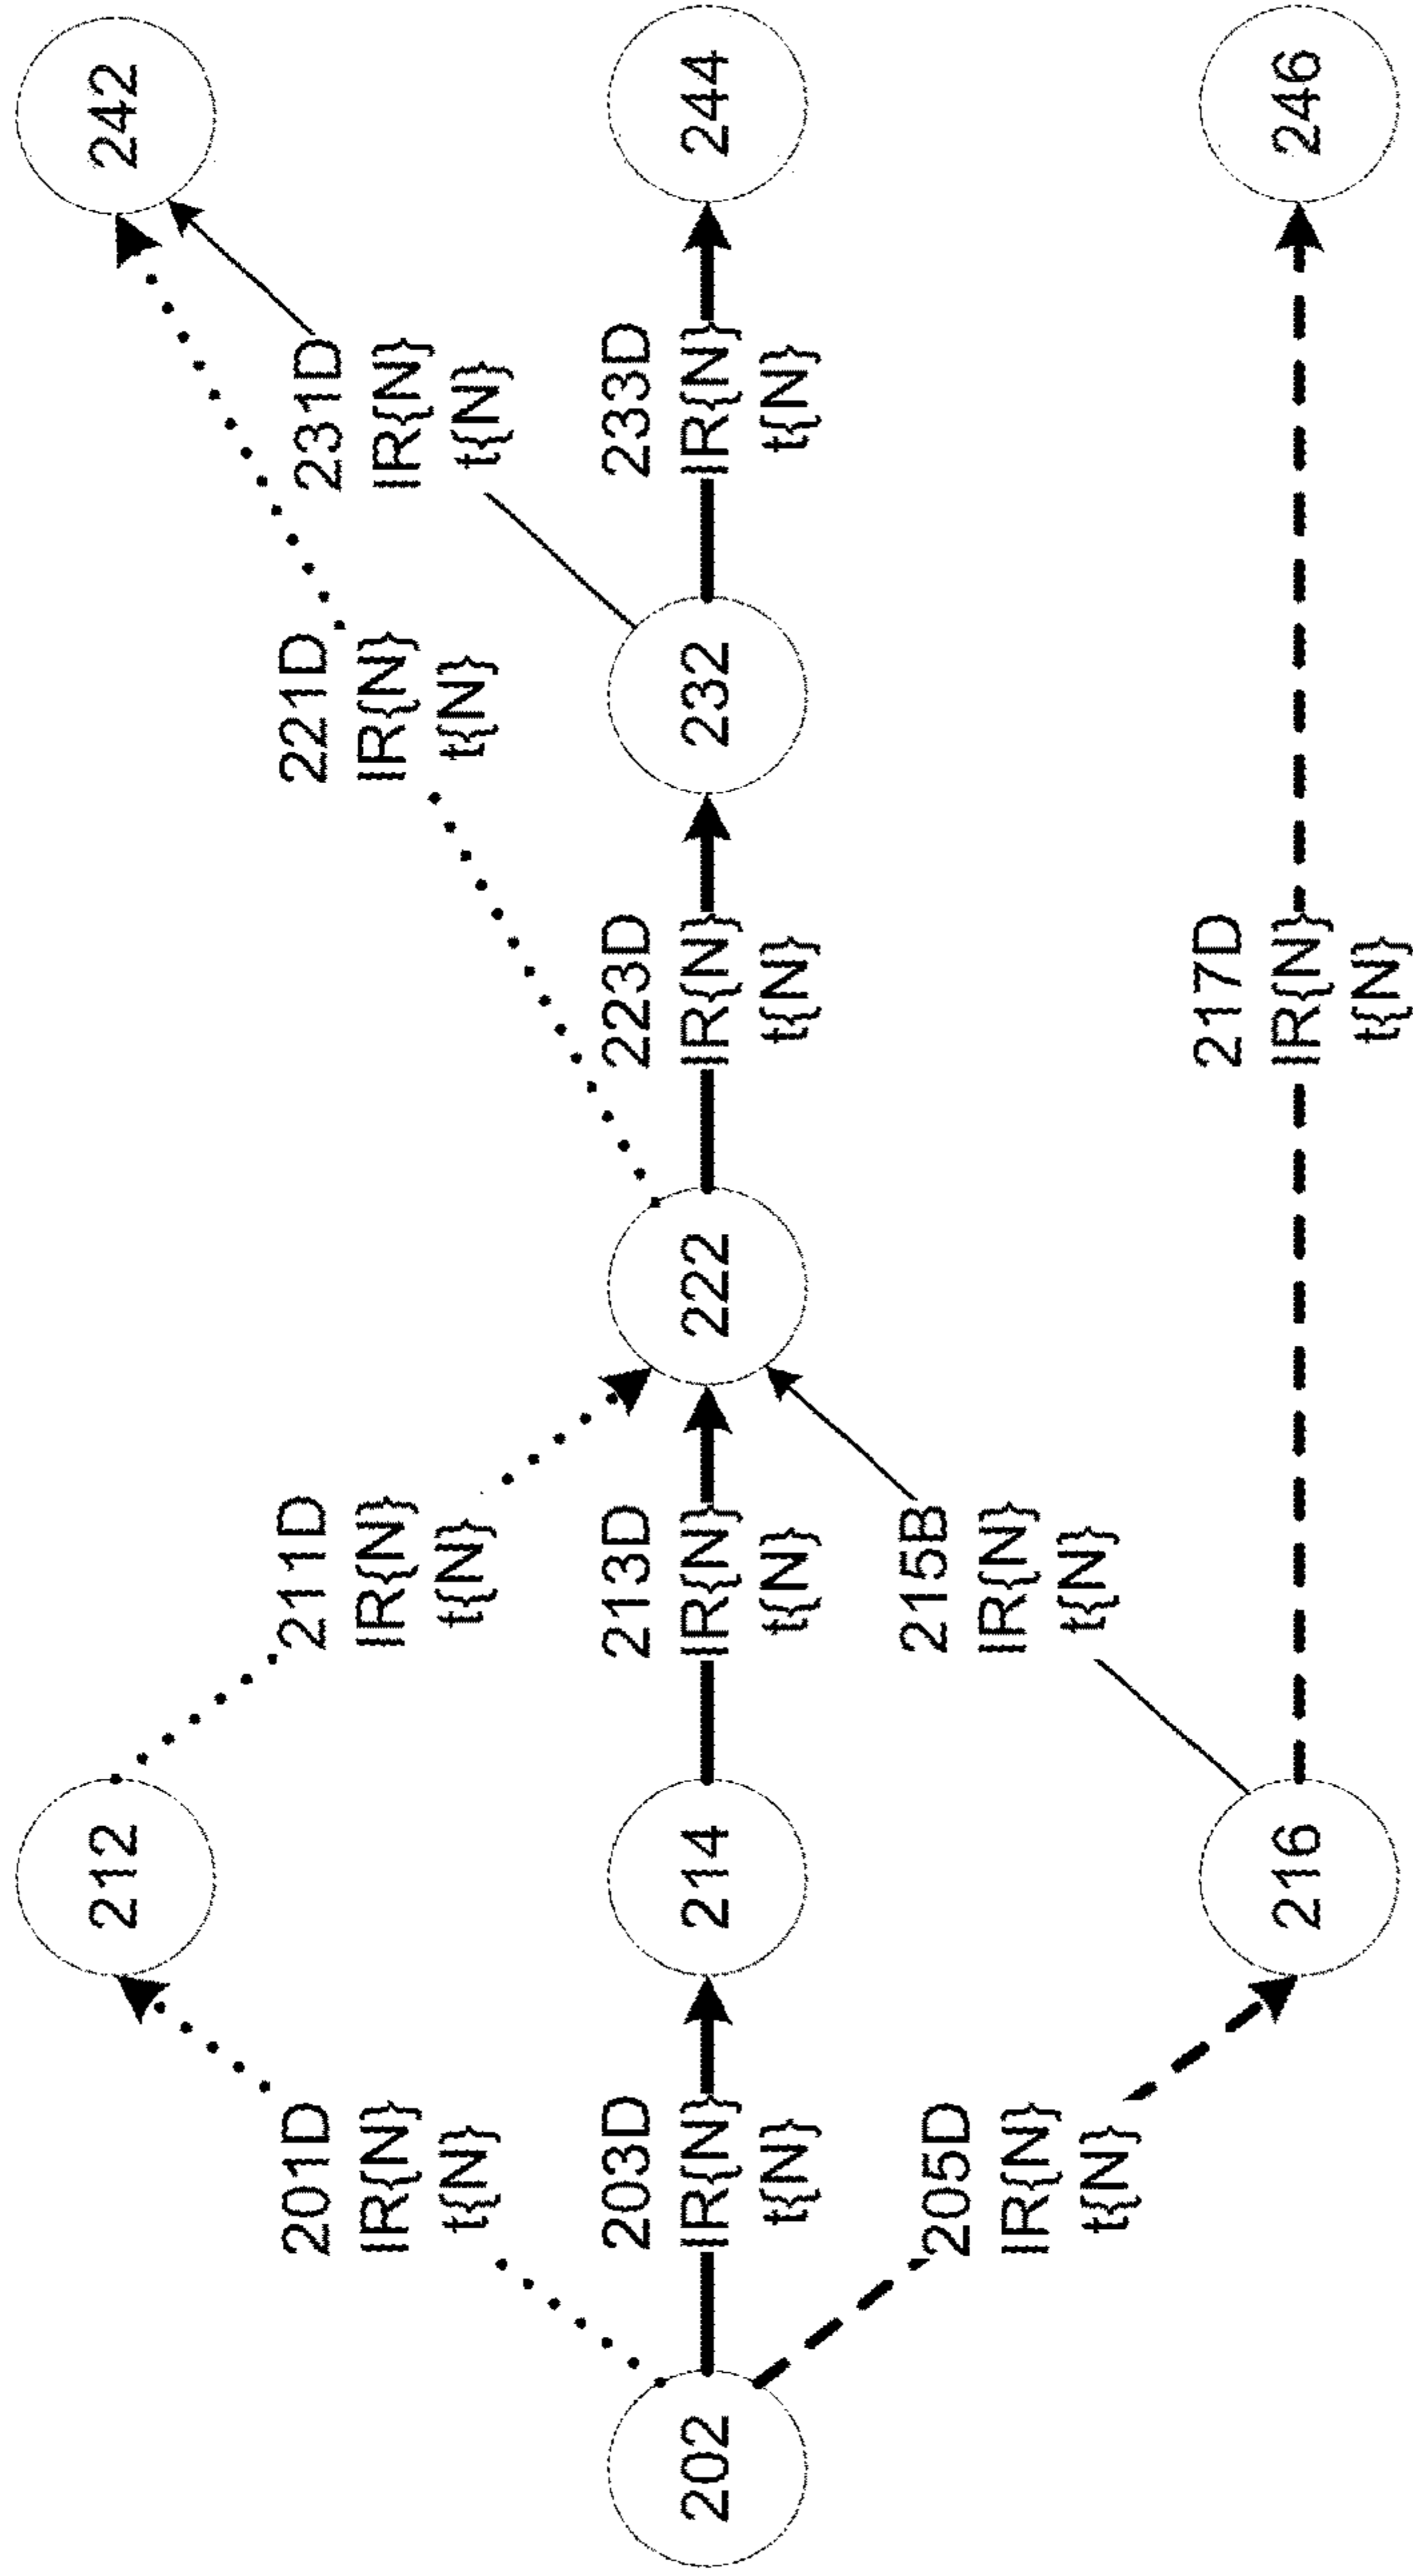 242
244
246
231D
IR{N}
t{N}
233D
IR{N}
t{N}
221D
IR{N}
t{N}
232
223D
IR{N}
t{N}
217D
IR{N}
t{N}
222
211D
IR{N}
t{N}
213D
IR{N}
t{N}
215B
IR{N}
t{N}
212
214
216
201D
IR{N}
t{N}
203D
IR{N}
t{N}
205D
IR{N}
t{N}
202